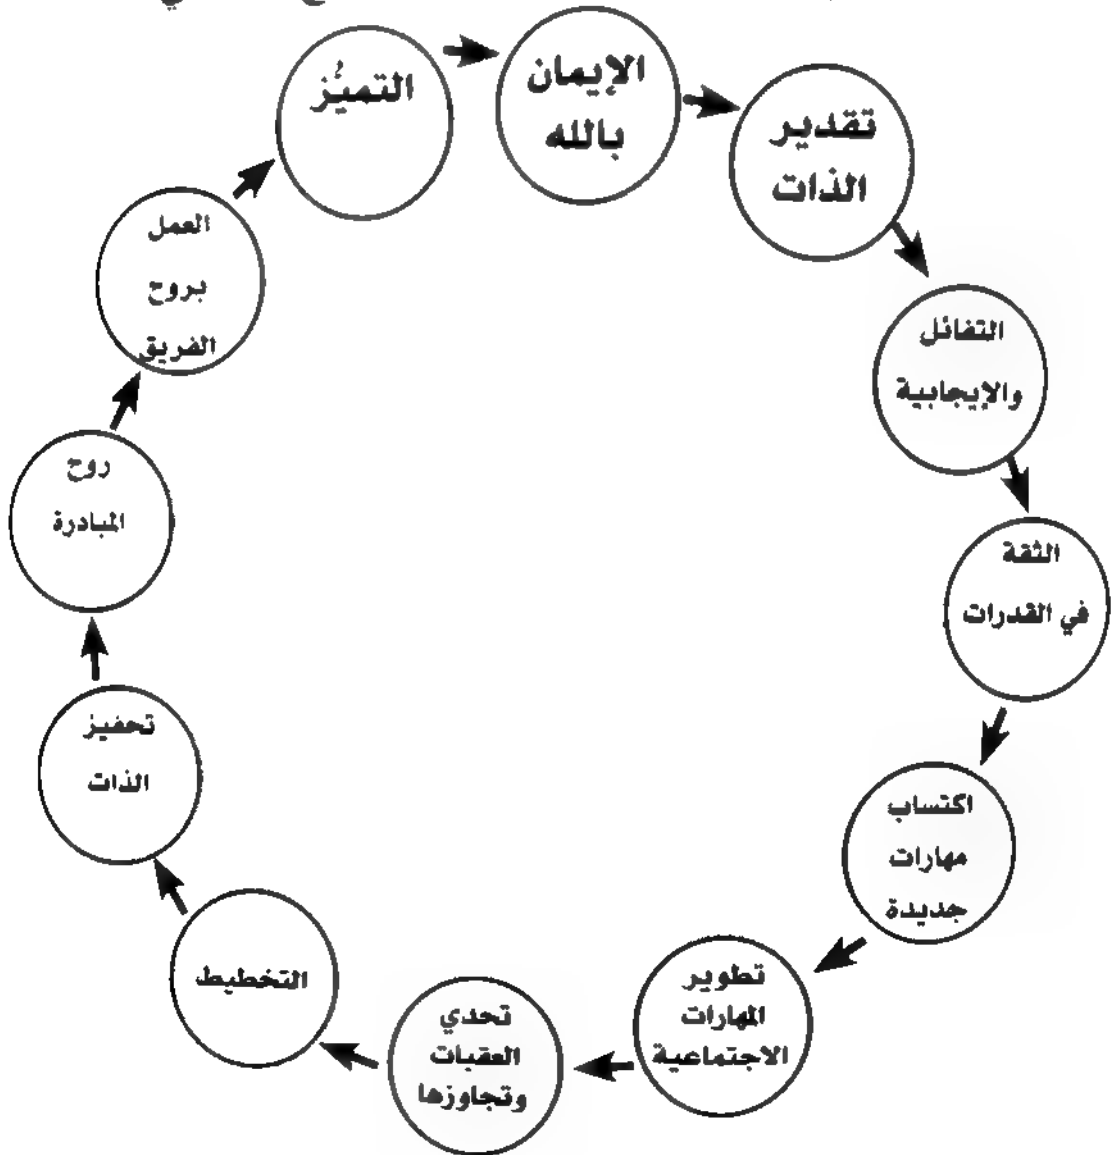 الإيمان
بالله
تقدير
الذات
التفائل
والإيجابية
الثقة
في القدرات
اكتساب
مهارات
جديدة
تطوير
المهارات
الاجتماعية
تحدي
العقبات
وتجاوزها
التخطيط
تحفيز
الذات
روح
المبادرة
العمل
بروح
الفريق
التميُّز